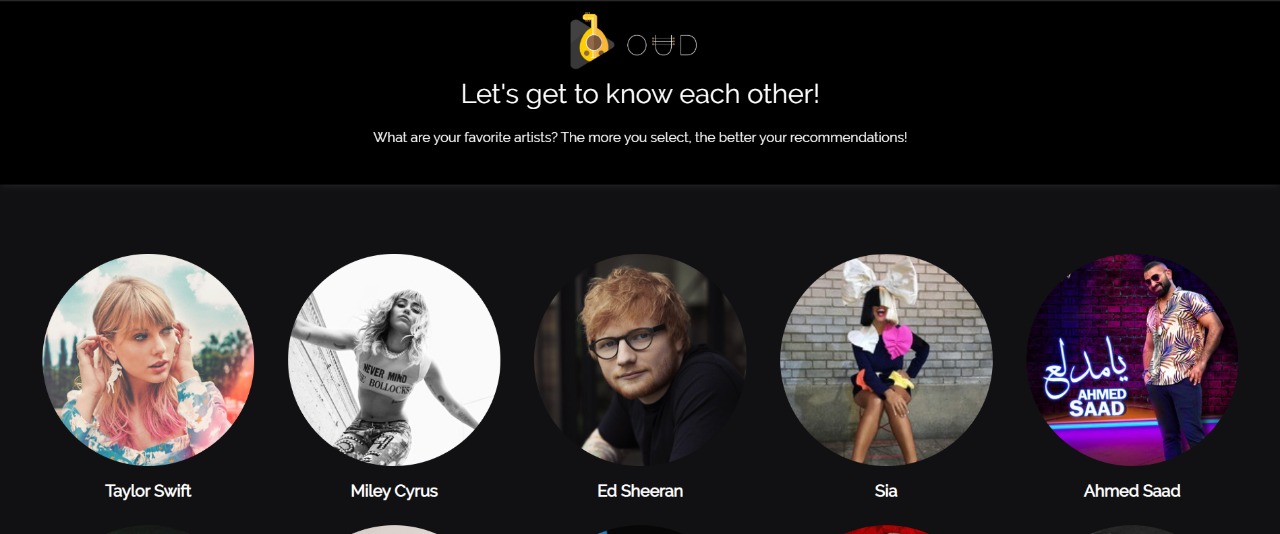 OUD
Let's get to know each other!
What are your favorite artists? The more you select, the better your recommendations!
NEVER MIND
THE BOLLOCKS
يامدلع
AHMED
SAAD
Taylor Swift
Miley Cyrus
Ed Sheeran
Sia
Ahmed Saad